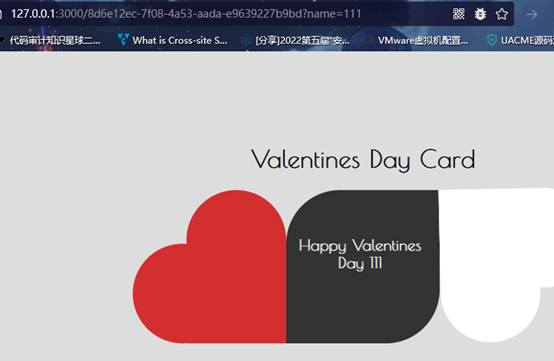 127.0.0.1:3000/8d6e12ec-7f08-4a53-aada-e9639227b9bd?name=111
代码审计知识星球二...
What is Cross-site S...
[分享]2022第五届“安...
VMware虚拟机配置...
UACME源码
Valentines Day Card
Happy Valentines
Day 111